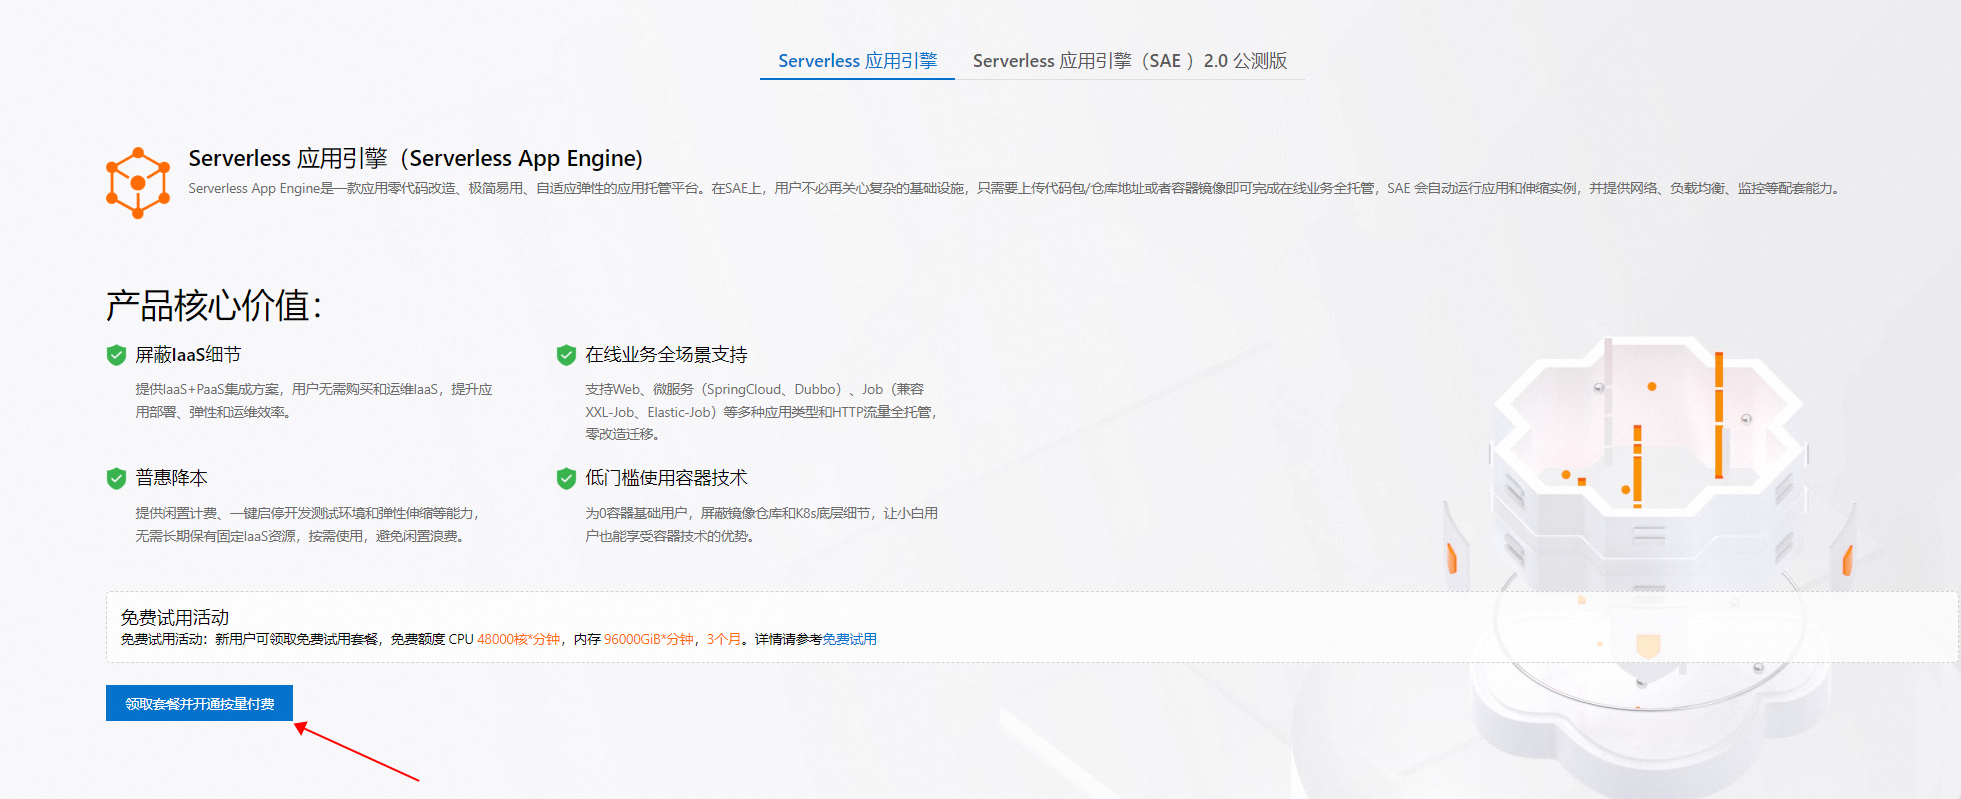 Serverless 应用引擎
Serverless 应用引擎（SAE ）2.0 公测版
Serverless 应用引擎（Serverless App Engine)
Serverless App Engine是一款应用零代码改造、极简易用、自适应弹性的应用托管平台。在SAE上，用户不必再关心复杂的基础设施，只需要上传代码包/仓库地址或者容器镜像即可完成在线业务全托管，SAE 会自动运行应用和伸缩实例，并提供网络、负载均衡、监控等配套能力。
产品核心价值：
屏蔽IaaS细节
提供IaaS+PaaS集成方案，用户无需购买和运维IaaS，提升应
用部署、弹性和运维效率。
在线业务全场景支持
支持Web、微服务（SpringCloud、Dubbo）、Job（兼容
XXL-Job、Elastic-Job）等多种应用类型和HTTP流量全托管，
零改造迁移。
普惠降本
提供闲置计费、一键启停开发测试环境和弹性伸缩等能力，
无需长期保有固定IaaS资源，按需使用，避免闲置浪费。
低门槛使用容器技术
为0容器基础用户，屏蔽镜像仓库和K8s底层细节，让小白用
户也能享受容器技术的优势。
免费试用活动
免费试用活动：新用户可领取免费试用套餐，免费额度 CPU 48000核*分钟，内存 96000GiB*分钟，3个月。详情请参考免费试用
领取套餐并开通按量付费